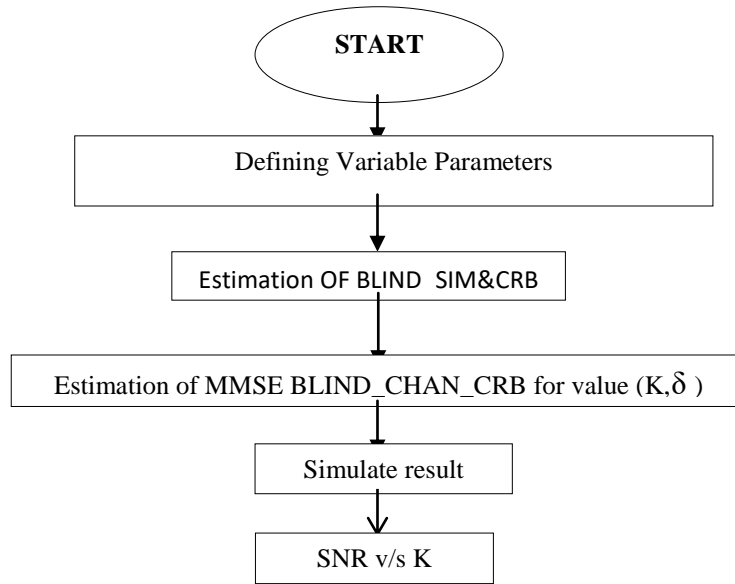 START
Defining Variable Parameters
Estimation OF BLIND SIM&CRB
Estimation of MMSE BLIND_CHAN_CRB for value (K,δ )
Simulate result
SNR v/s K